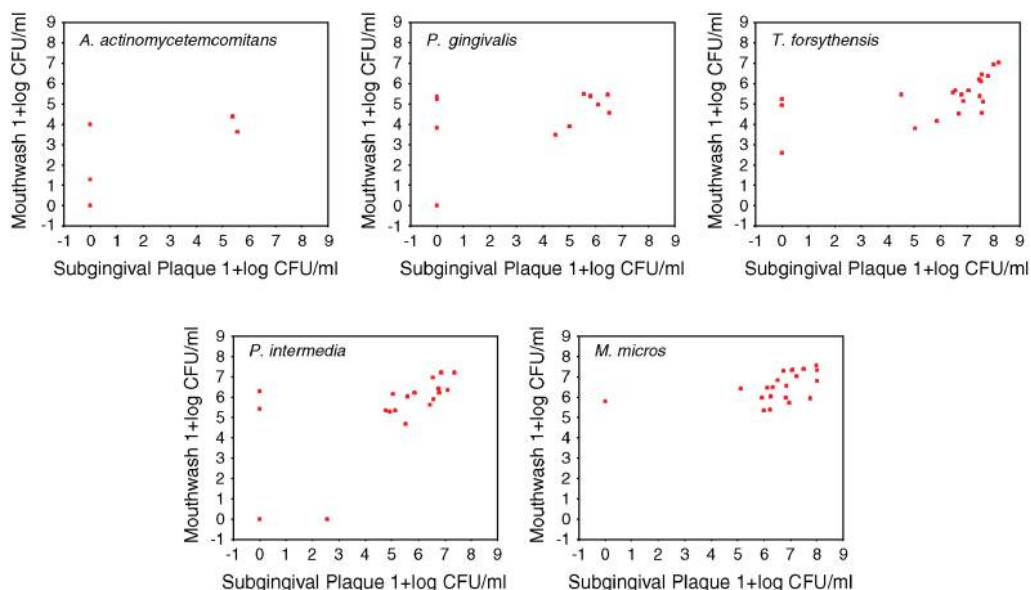 A. actinomycetemcomitans
Mouthwash 1+log CFU/ml
9
8
7
6
5
4
3
2
1
0
-1
-1 0 1 2 3 4 5 6 7 8 9
Subgingival Plaque 1+log CFU/ml
P. gingivalis
Mouthwash 1+log CFU/ml
9
8
7
6
5
4
3
2
1
0
-1
-1 0 1 2 3 4 5 6 7 8 9
Subgingival Plaque 1+log CFU/ml
T. forsythensis
Mouthwash 1+log CFU/ml
9
8
7
6
5
4
3
2
1
0
-1
-1 0 1 2 3 4 5 6 7 8 9
Subgingival Plaque 1+log CFU/ml
P. intermedia
Mouthwash 1+log CFU/ml
9
8
7
6
5
4
3
2
1
0
-1
-1 0 1 2 3 4 5 6 7 8 9
Subgingival Plaque 1+log CFU/ml
M. micros
Mouthwash 1+log CFU/ml
9
8
7
6
5
4
3
2
1
0
-1
-1 0 1 2 3 4 5 6 7 8 9
Subgingival Plaque 1+log CFU/ml